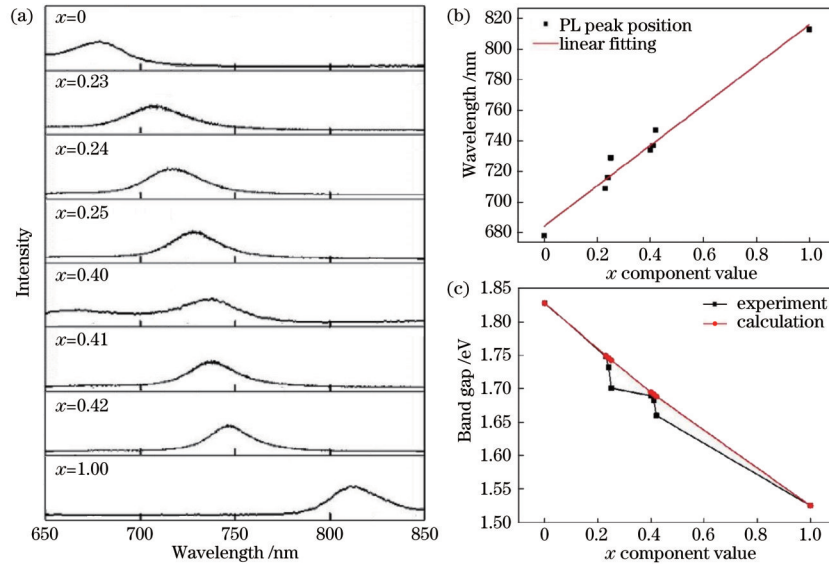 (a)
x=0
x=0.23
x=0.24
x=0.25
x=0.40
x=0.41
x=0.42
x=1.00
Intensity
650 700 750 800 850
Wavelength /nm
(b)
PL peak position
linear fitting
820
800
780
760
740
720
700
680
Wavelength/nm
0 0.2 0.4 0.6 0.8 1.0
x component value
(c)
experiment
calculation
1.85
1.80
1.75
1.70
1.65
1.60
1.55
1.50
Band gap /eV
0 0.2 0.4 0.6 0.8 1.0
x component value